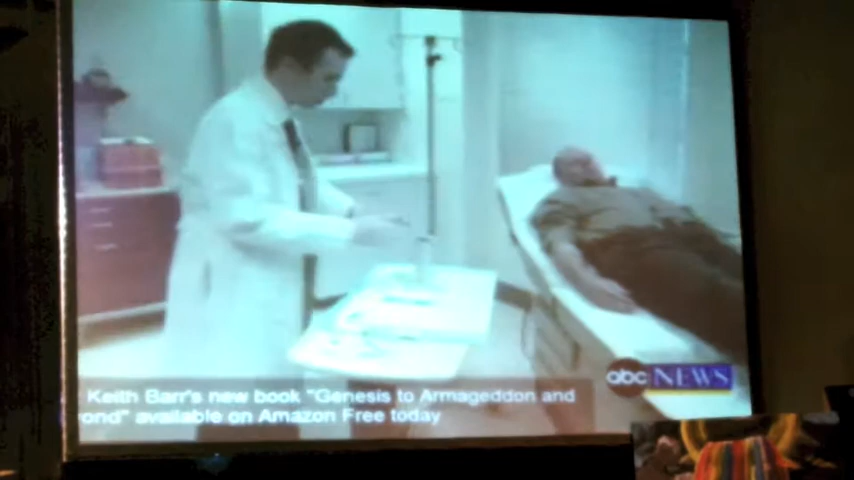 Keith Barr's new book "Genesis to Armageddon and
ond" available on Amazon Free today
abc NEWS